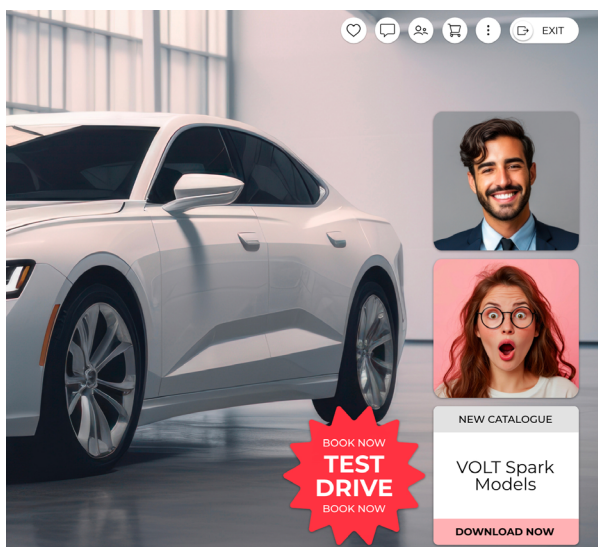 EXIT
BOOK NOW
TEST
DRIVE
BOOK NOW
NEW CATALOGUE
VOLT Spark
Models
DOWNLOAD NOW